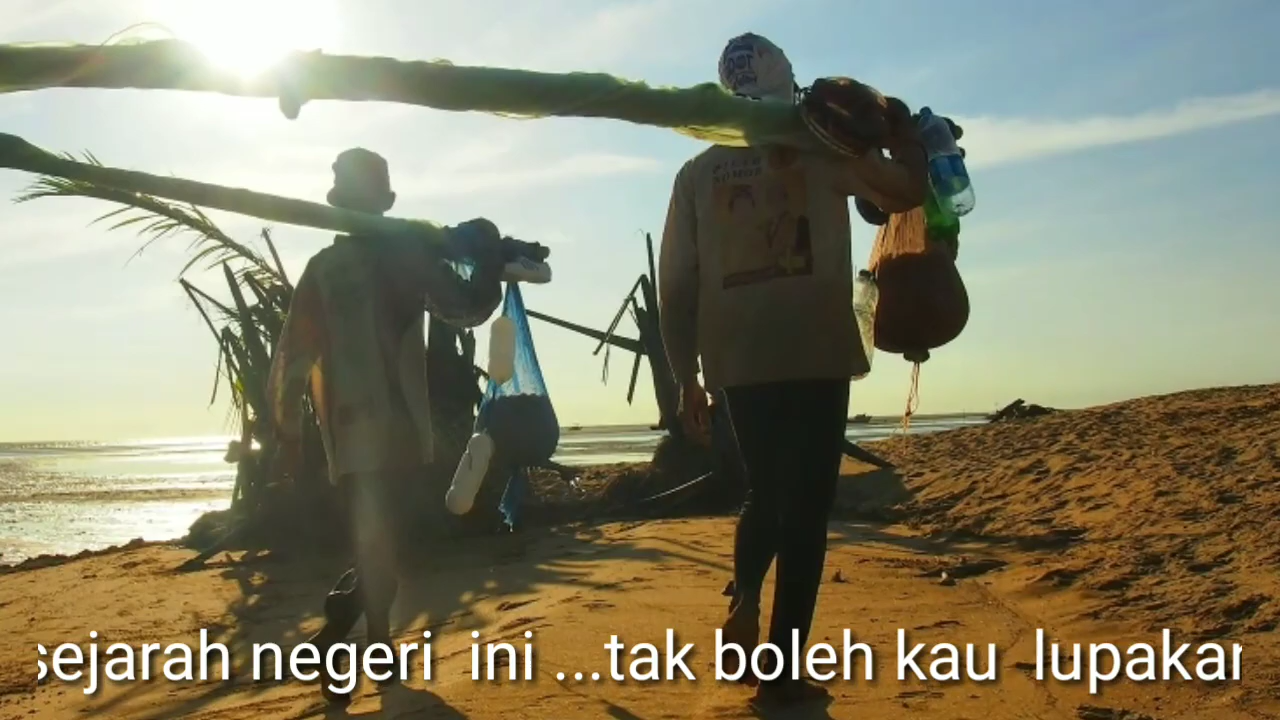 sejarah negeri ini ...tak boleh kau lupakan